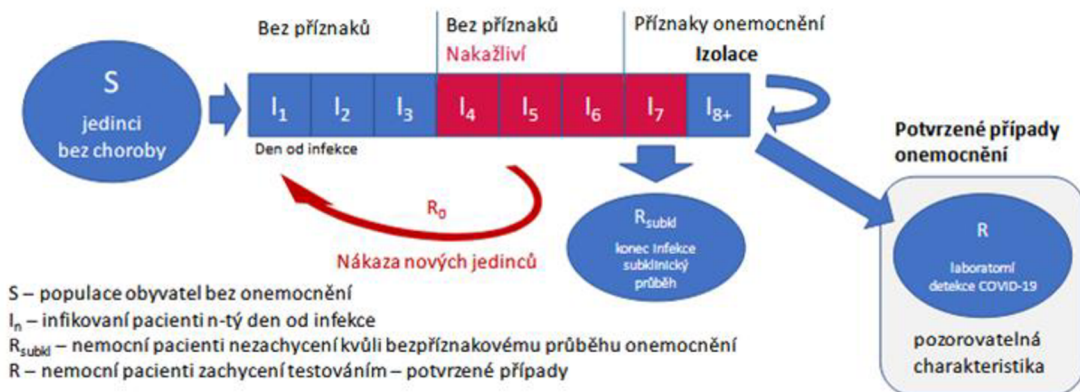 Bez příznaků
Bez příznaků
Nakažliví
Příznaky onemocnění
Izolace
S
jedinci
bez choroby
I1
I2
I3
I4
I5
I6
I7
I8+
Den od infekce
R0
Nákaza nových jedinců
Rsubkl
konec Infekce
subklinický
průběh
Potvrzené případy
onemocnění
R
laboratorní
detekce COVID-19
pozorovatelná
charakteristika
S – populace obyvatel bez onemocnění
In – infikovaní pacienti n-tý den od infekce
Rsubkl – nemocní pacienti nezachycení kvůli bezpříznakovému průběhu onemocnění
R – nemocní pacienti zachycení testováním – potvrzené případy